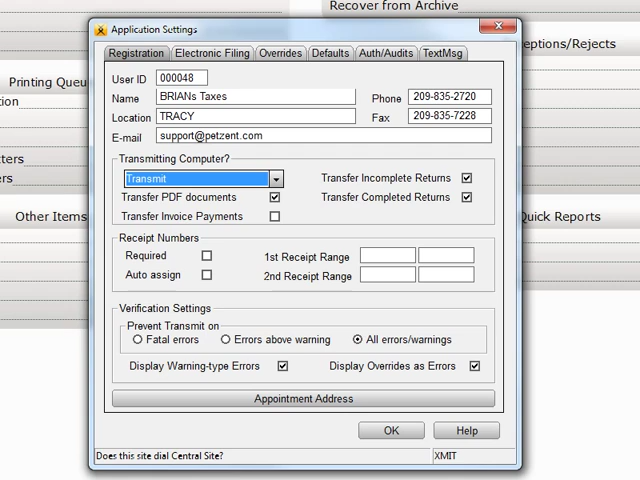 Recover from Archive
Application Settings
Registration Electronic Filing Overrides Defaults Auth/Audits TextMsg
eptions/Rejects
User ID 000048
Printing Queu
Name BRIANs Taxes Phone 209-835-2720
tion
Location TRACY Fax 209-835-7228
E-mail support@petzent.com
tters
Transmitting Computer?
ers
Transmit Transfer Incomplete Returns
Transfer PDF documents Transfer Completed Returns
Other Items
Transfer Invoice Payments
Quick Reports
Receipt Numbers
Required 1st Receipt Range
Auto assign 2nd Receipt Range
Verification Settings
Prevent Transmit on
Fatal errors Errors above warning All errors/warnings
Display Warning-type Errors Display Overrides as Errors
Appointment Address
OK Help
Does this site dial Central Site? XMIT